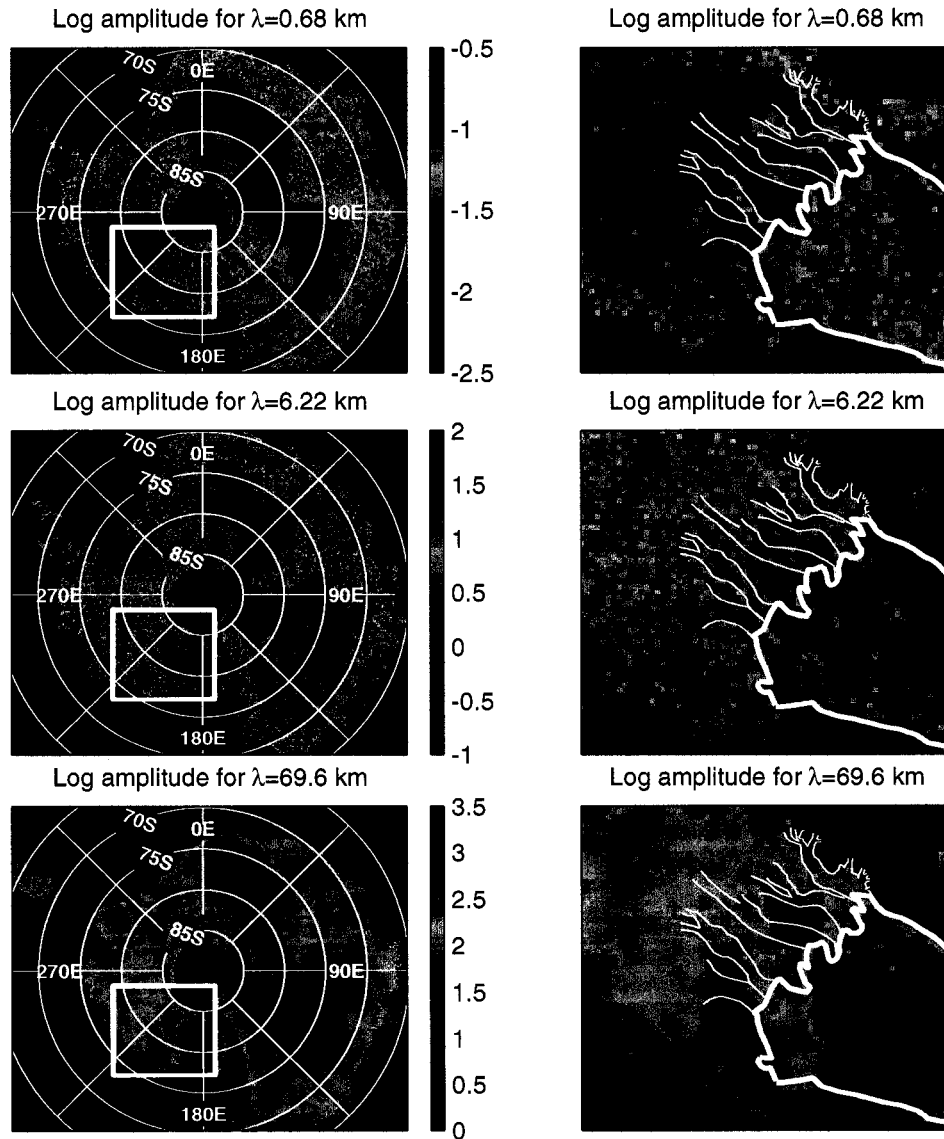 Log amplitude for λ=0.68 km
Log amplitude for λ=0.68 km
70S
0E
75S
85S
270E
90E
180E
-0.5
-1
-1.5
-2
-2.5
Log amplitude for λ=6.22 km
Log amplitude for λ=6.22 km
70S
0E
75S
85S
270E
90E
180E
2
1.5
1
0.5
0
-0.5
-1
Log amplitude for λ=69.6 km
Log amplitude for λ=69.6 km
70S
0E
75S
85S
270E
90E
180E
3.5
3
2.5
2
1.5
1
0.5
0